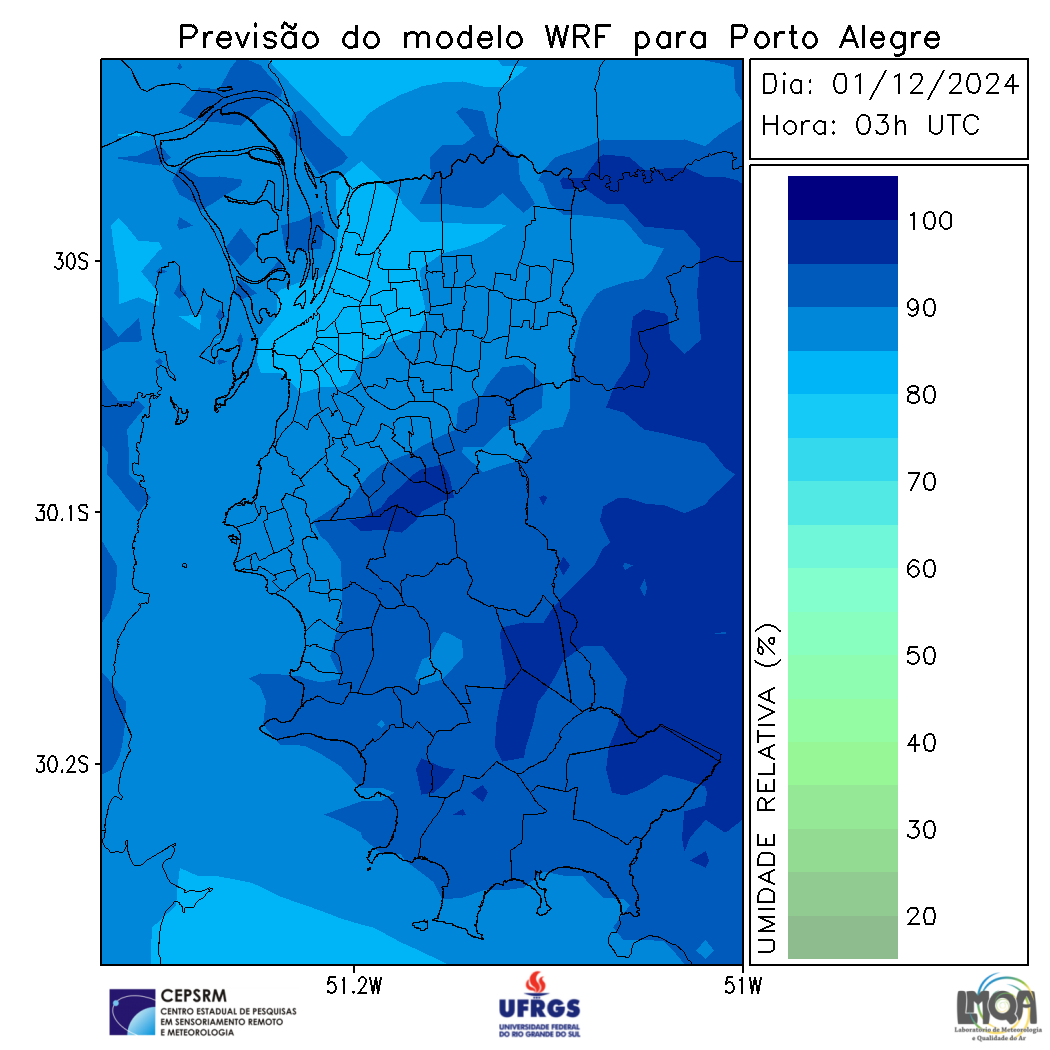 Previsão do modelo WRF para Porto Alegre
Dia: 01/12/2024
Hora: 03h UTC
30S
30.1S
30.2S
51.2W
51W
UMIDADE RELATIVA (%)
100
90
80
70
60
50
40
30
20
CEPSRM
CENTRO ESTADUAL DE PESQUISAS
EM SENSORIAMENTO REMOTO
E METEOROLOGIA
UFRGS
UNIVERSIDADE FEDERAL
DO RIO GRANDE DO SUL
LMQA
Laboratório de Meteorologia
e Qualidade do Ar